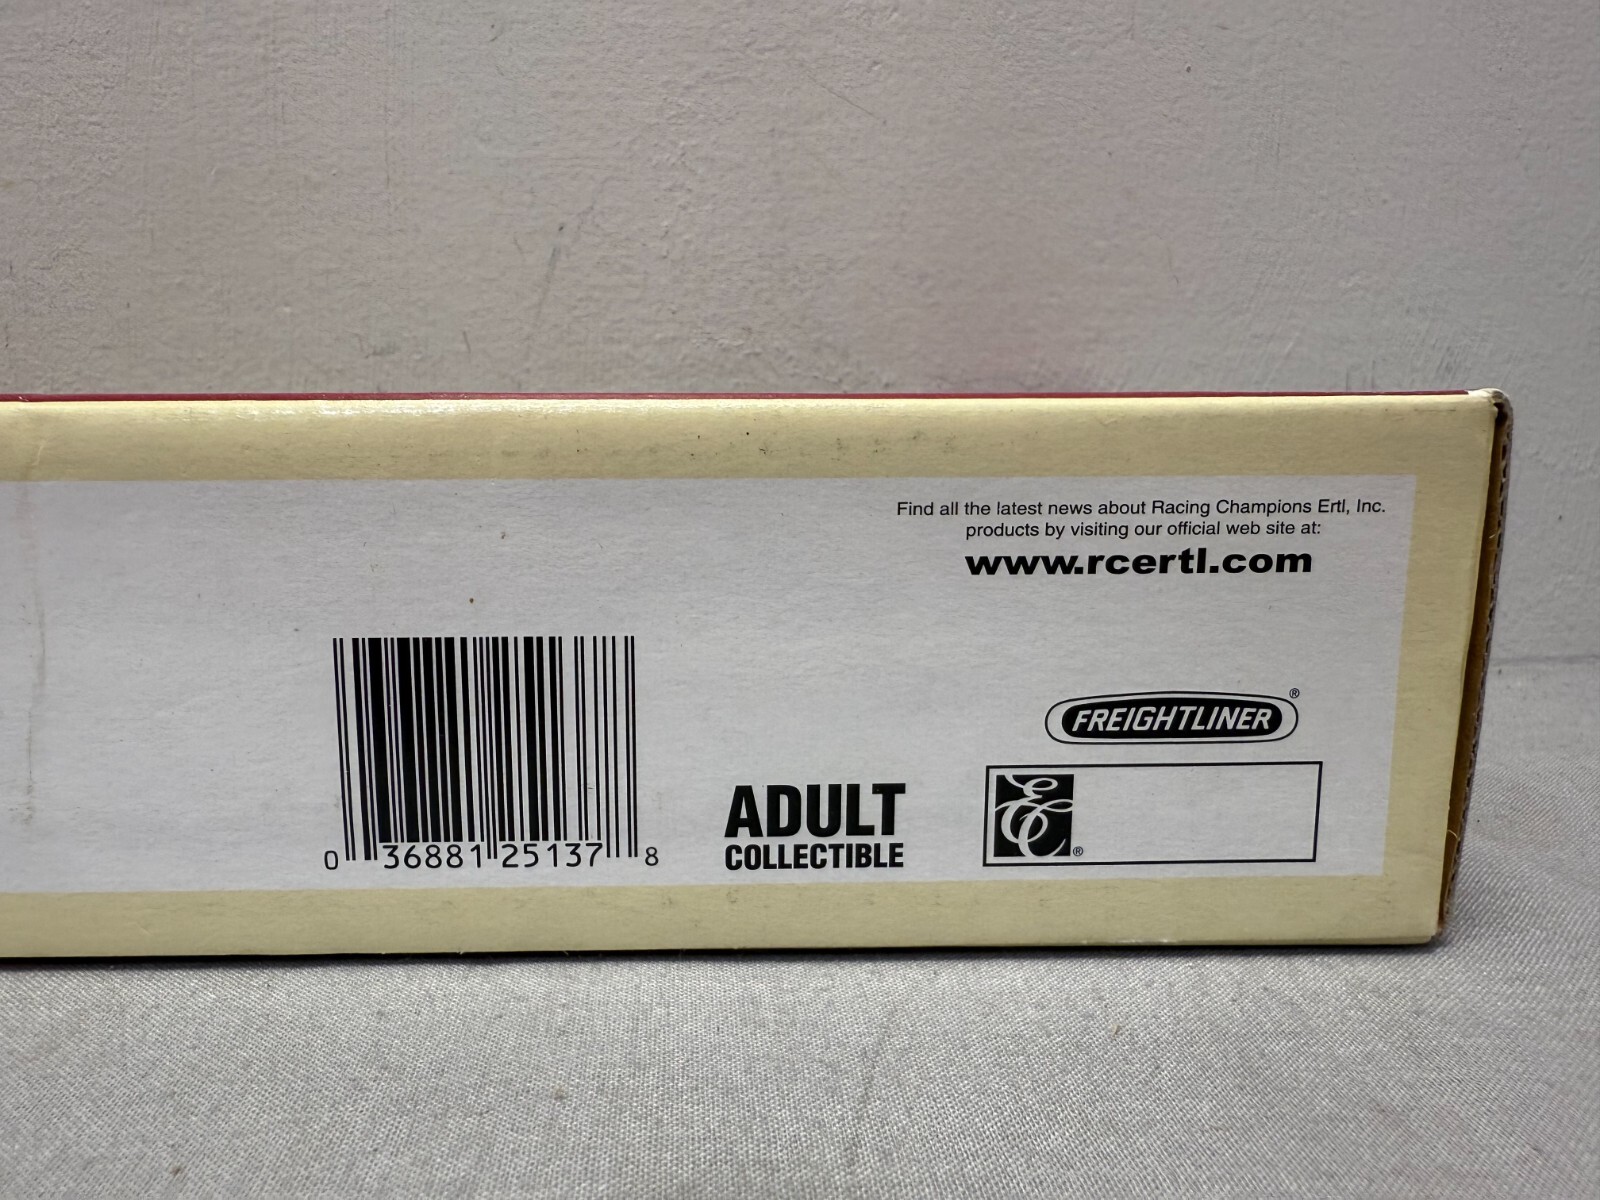 Find all the latest news about Racing Champions Ertl, Inc.
products by visiting our official web site at:
www.rcertl.com
FREIGHTLINER®
ADULT
COLLECTIBLE
®
0 36881 25137 8